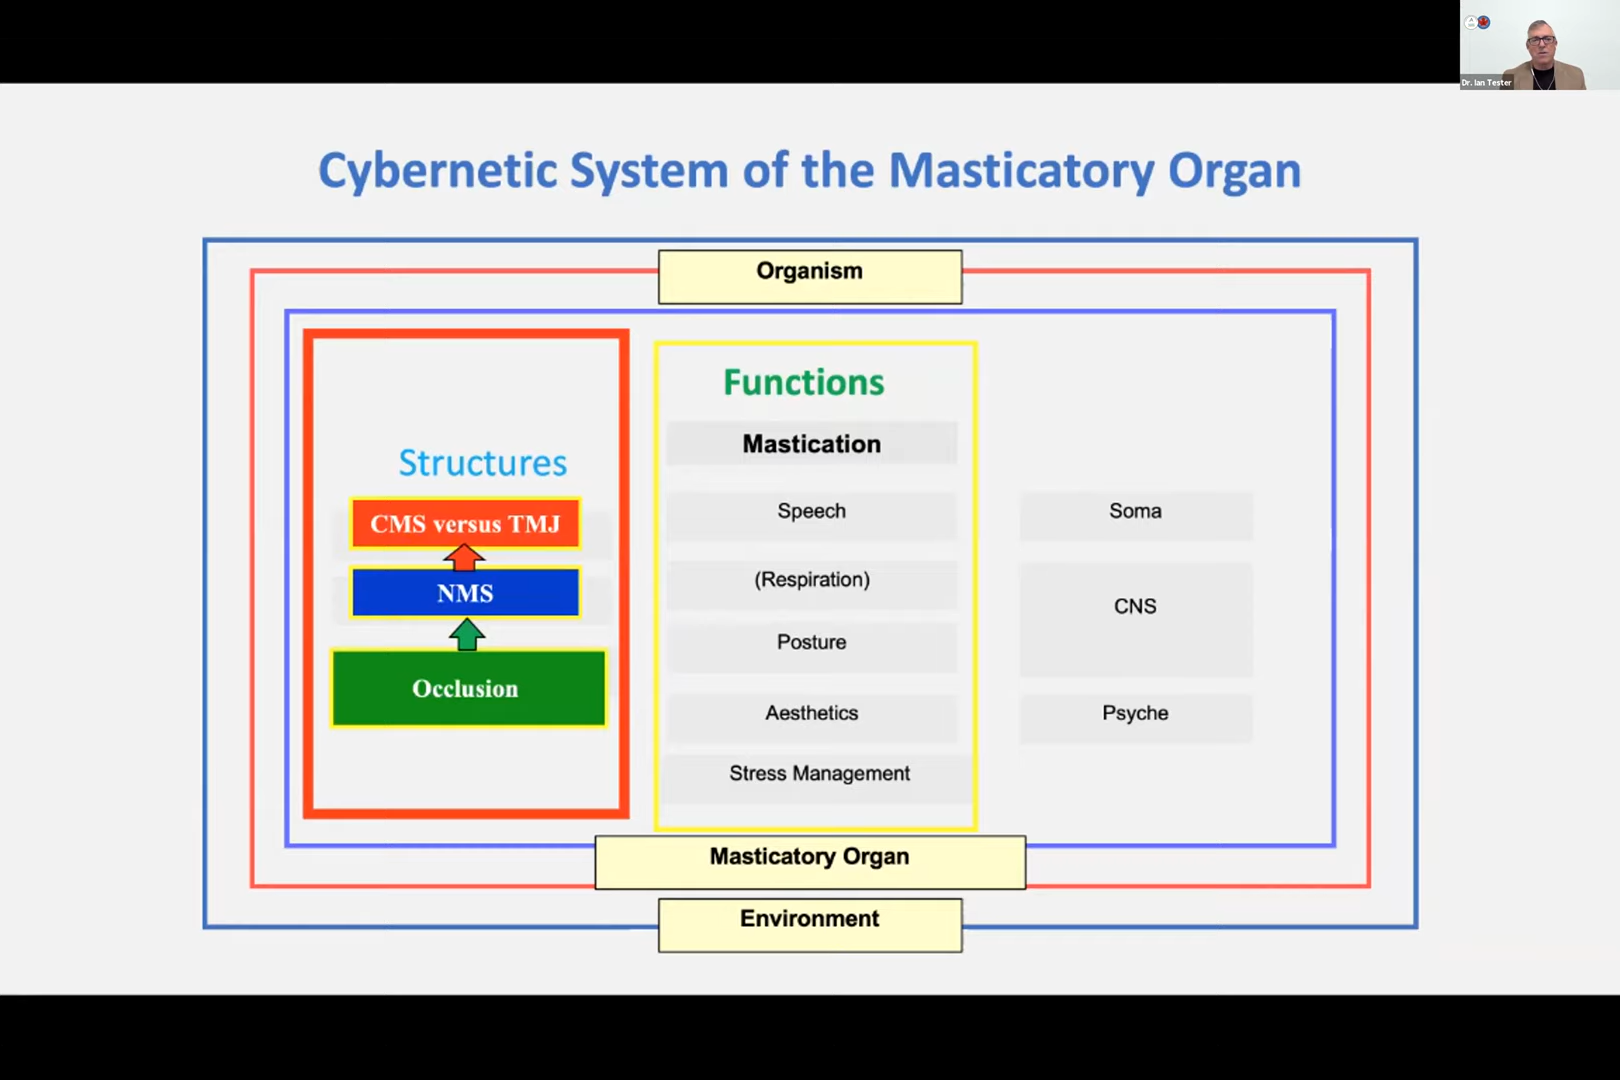 Dr. Ian Tester
Cybernetic System of the Masticatory Organ
Organism
Structures
CMS versus TMJ
NMS
Occlusion
Functions
Mastication
Speech
(Respiration)
Posture
Aesthetics
Stress Management
Soma
CNS
Psyche
Masticatory Organ
Environment